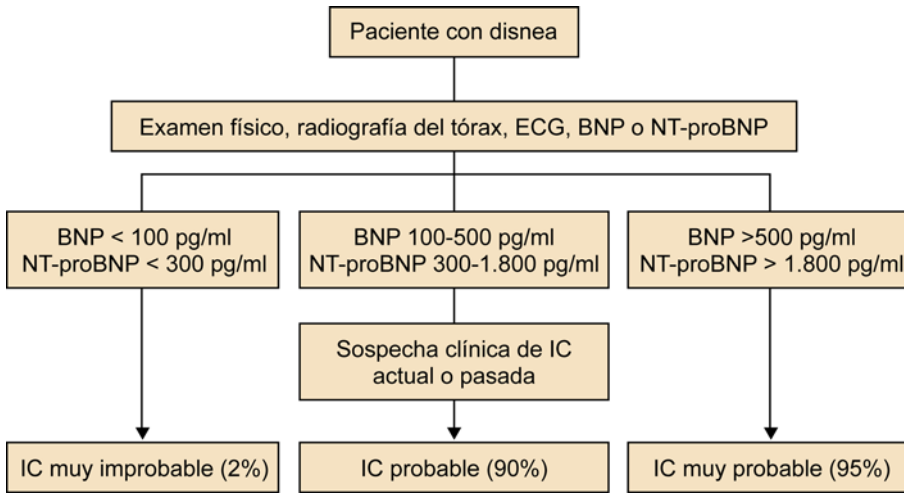 Paciente con disnea
Examen físico, radiografía del tórax, ECG, BNP o NT-proBNP
BNP < 100 pg/ml
NT-proBNP < 300 pg/ml
BNP 100-500 pg/ml
NT-proBNP 300-1.800 pg/ml
BNP >500 pg/ml
NT-proBNP > 1.800 pg/ml
Sospecha clínica de IC
actual o pasada
IC muy improbable (2%)
IC probable (90%)
IC muy probable (95%)